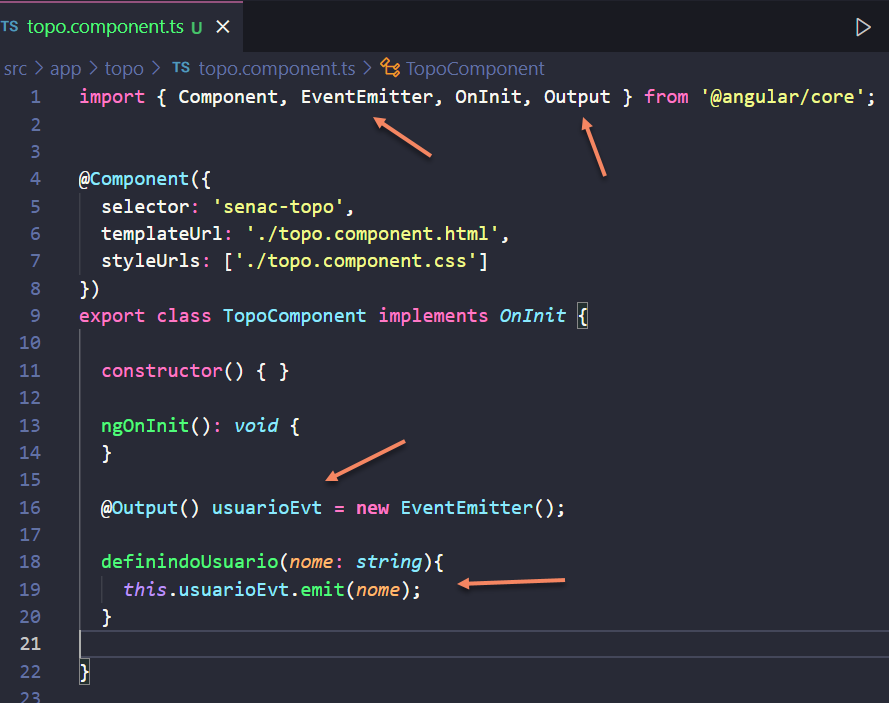 TS topo.component.ts U ×
src > app > topo > TS topo.component.ts > TopoComponent
1 import { Component, EventEmitter, OnInit, Output } from '@angular/core';
2
3
4 @Component({
5 selector: 'senac-topo',
6 templateUrl: './topo.component.html',
7 styleUrls: ['./topo.component.css']
8 })
9 export class TopoComponent implements OnInit {
10
11 constructor() { }
12
13 ngOnInit(): void {
14 }
15
16 @Output() usuarioEvt = new EventEmitter();
17
18 definindoUsuario(nome: string){
19 this.usuarioEvt.emit(nome);
20 }
21
22 }
23